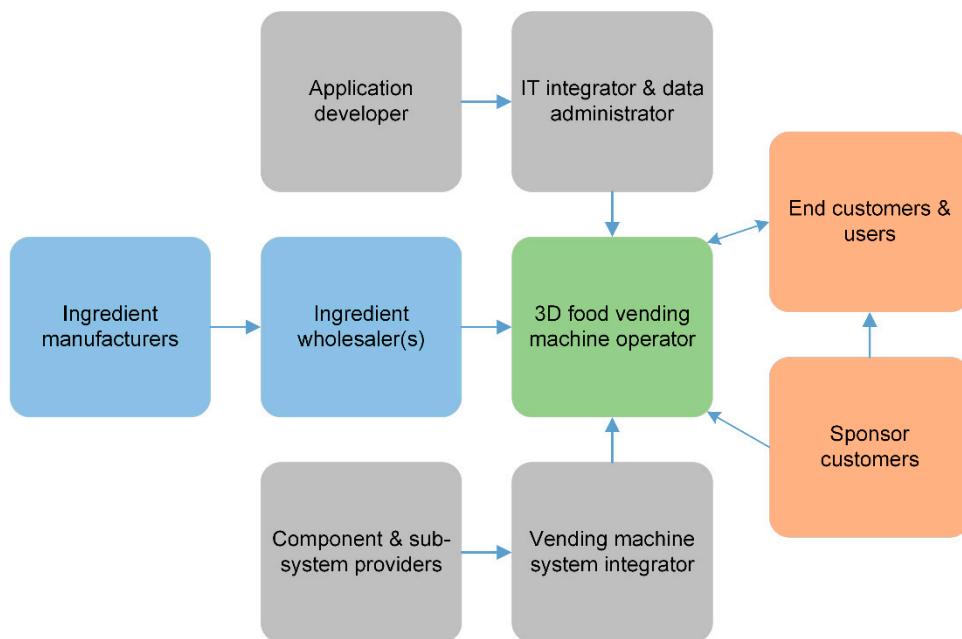 Application
developer
IT integrator & data
administrator
End customers &
users
Ingredient
manufacturers
Ingredient
wholesaler(s)
3D food vending
machine operator
Sponsor
customers
Component & sub-
system providers
Vending machine
system integrator